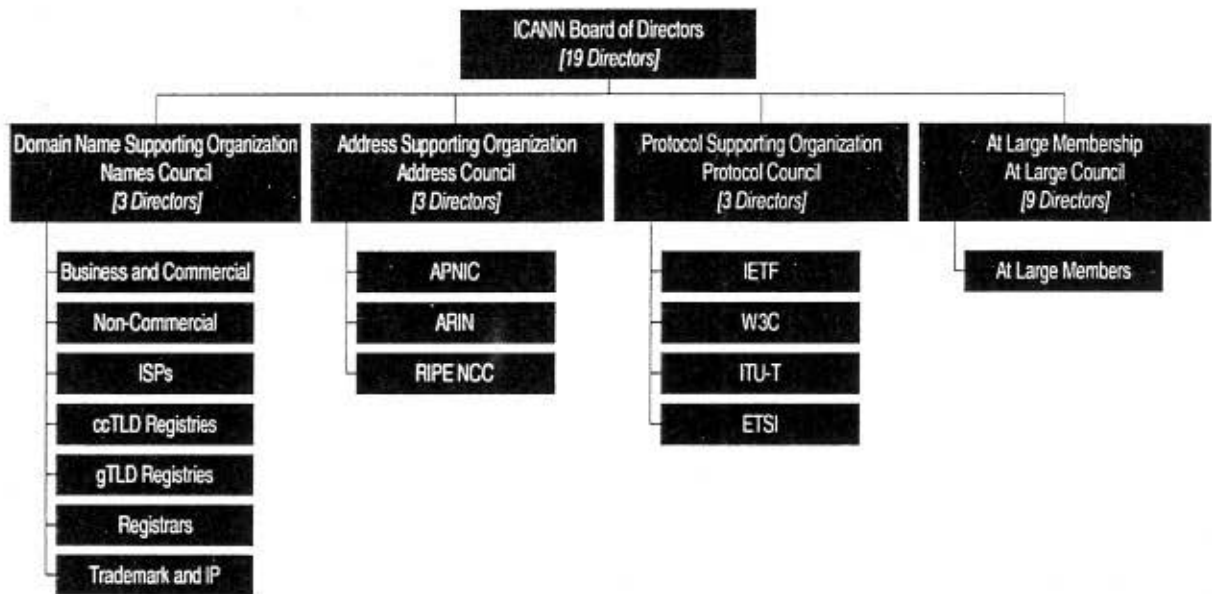 ICANN Board of Directors
[19 Directors]
Domain Name Supporting Organization
Names Council
[3 Directors]
Address Supporting Organization
Address Council
[3 Directors]
Protocol Supporting Organization
Protocol Council
[3 Directors]
At Large Membership
At Large Council
[9 Directors]
Business and Commercial
Non-Commercial
ISPs
ccTLD Registries
gTLD Registries
Registrars
Trademark and IP
APNIC
ARIN
RIPE NCC
IETF
W3C
ITU-T
ETSI
At Large Members